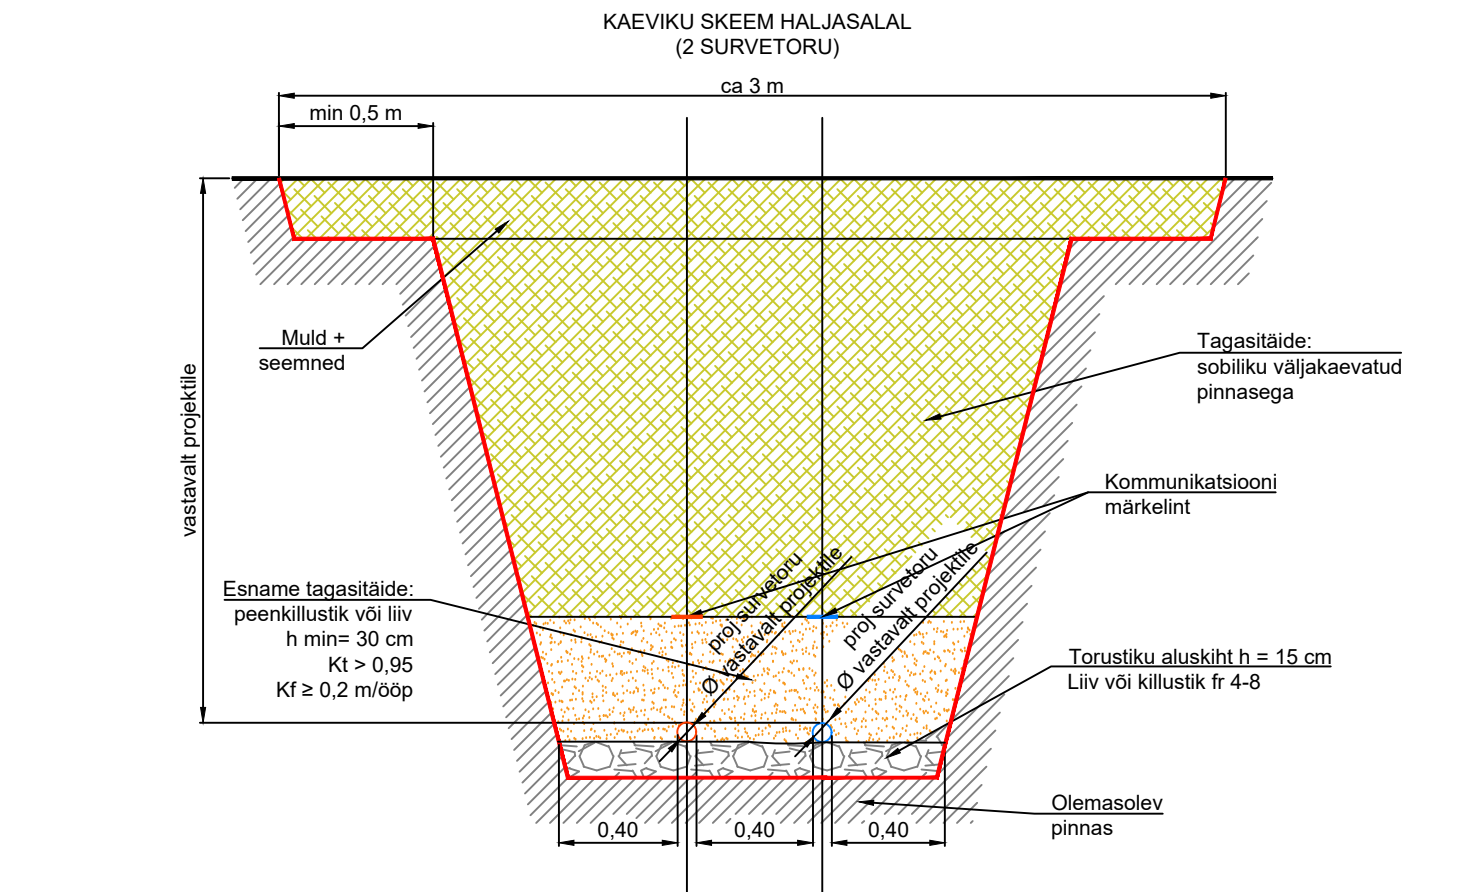 KAEVIKU SKEEM HALJASALAL
(2 SURVETORU)
ca 3 m
min 0,5 m
Muld +
seemned
vastavalt projektile
Tagasitäide:
sobiliku väljakaevatud
pinnasega
Kommunikatsiooni
märkelint
Esname tagasitäide:
peenkillustik või liiv
h min= 30 cm
Kt > 0,95
Kf ≥ 0,2 m/ööp
proj survetoru
Ø vastavalt projektile
proj survetoru
Ø vastavalt projektile
Torustiku aluskiht h = 15 cm
Liiv või killustik fr 4-8
Olemasolev
pinnas
0,40
0,40
0,40